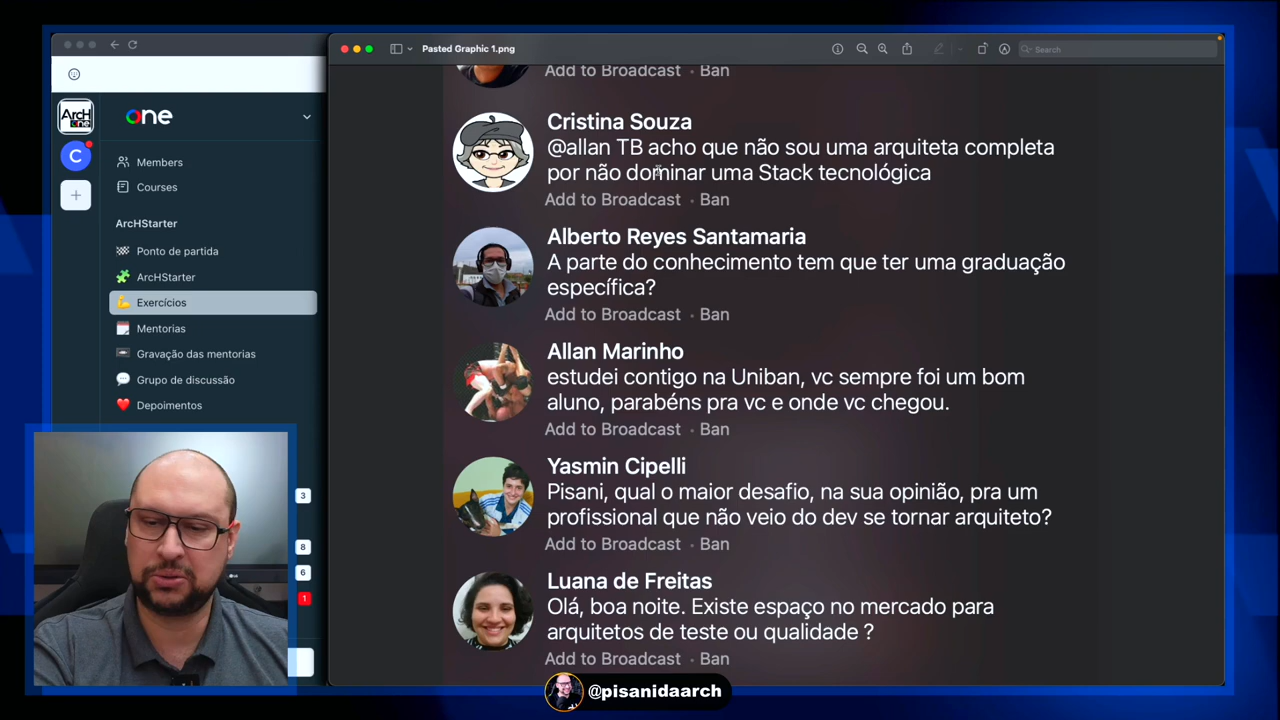 Pasted Graphic 1.png
Search
ArcH
one
one
C
Members
Courses
ArcHStarter
Ponto de partida
ArcHStarter
Exercícios
Mentorias
Gravação das mentorias
Grupo de discussão
Depoimentos
3
8
6
1
Add to Broadcast • Ban
Cristina Souza
@allan TB acho que não sou uma arquiteta completa
por não dominar uma Stack tecnológica
Add to Broadcast • Ban
Alberto Reyes Santamaria
A parte do conhecimento tem que ter uma graduação
específica?
Add to Broadcast • Ban
Allan Marinho
estudei contigo na Uniban, vc sempre foi um bom
aluno, parabéns pra vc e onde vc chegou.
Add to Broadcast • Ban
Yasmin Cipelli
Pisani, qual o maior desafio, na sua opinião, pra um
profissional que não veio do dev se tornar arquiteto?
Add to Broadcast • Ban
Luana de Freitas
Olá, boa noite. Existe espaço no mercado para
arquitetos de teste ou qualidade ?
Add to Broadcast • Ban
@pisanidaarch